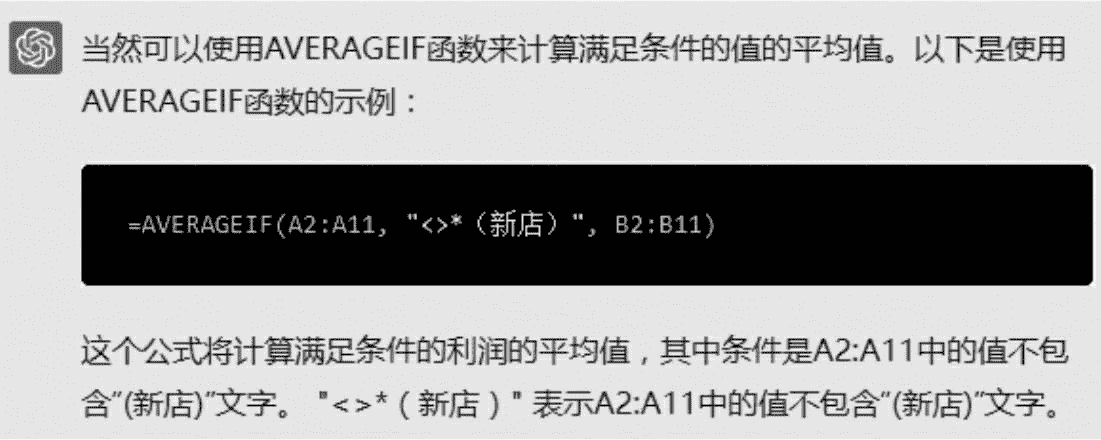 当然可以使用AVERAGEIF函数来计算满足条件的值的平均值。以下是使用
AVERAGEIF函数的示例：
=AVERAGEIF(A2:A11, "<>*（新店）", B2:B11)
这个公式将计算满足条件的利润的平均值，其中条件是A2:A11中的值不包
含"(新店)"文字。 "<>*（新店）" 表示A2:A11中的值不包含"(新店)"文字。